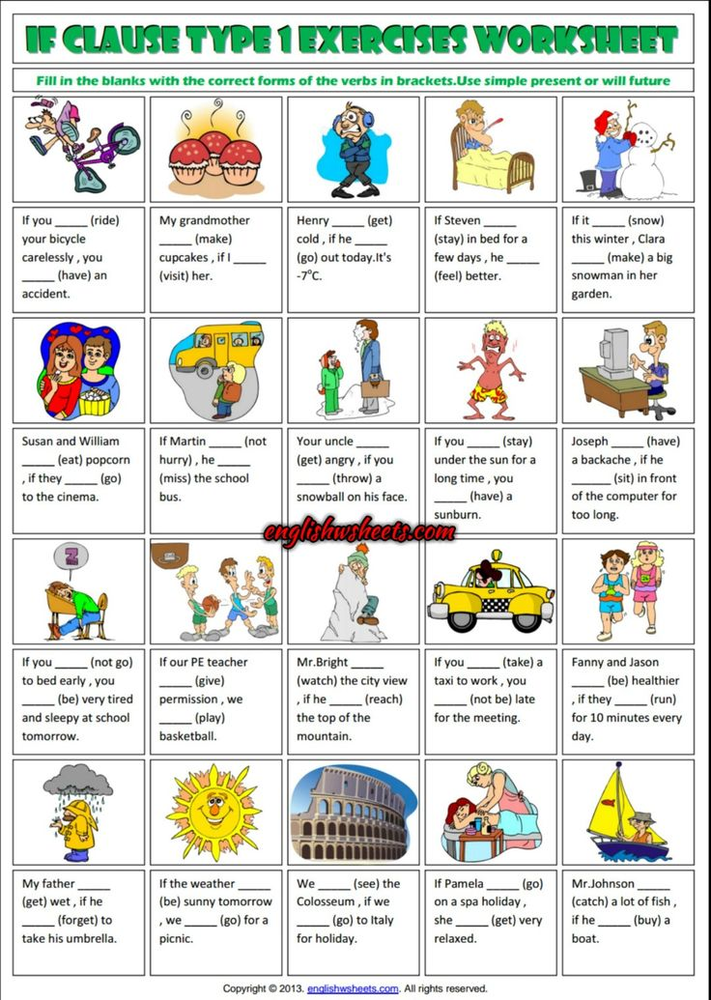 IF CLAUSE TYPE 1 EXERCISES WORKSHEET
Fill in the blanks with the correct forms of the verbs in brackets.Use simple present or will future
If you _____ (ride)
your bicycle
carelessly , you
_____ (have) an
accident.
My grandmother
_____ (make)
cupcakes , if I _____
(visit) her.
Henry _____ (get)
cold , if he _____
(go) out today.It's
-7°C.
If Steven _____
(stay) in bed for a
few days , he _____
(feel) better.
If it _____ (snow)
this winter , Clara
_____ (make) a big
snowman in her
garden.
Susan and William
_____ (eat) popcorn
, if they _____ (go)
to the cinema.
If Martin _____ (not
hurry) , he _____
(miss) the school
bus.
Your uncle _____
(get) angry , if you
_____ (throw) a
snowball on his face.
If you _____ (stay)
under the sun for a
long time , you
_____ (have) a
sunburn.
Joseph _____ (have)
a backache , if he
_____ (sit) in front
of the computer for
too long.
englishwsheets.com
Z
If you _____ (not go)
to bed early , you
_____ (be) very tired
and sleepy at school
tomorrow.
If our PE teacher
_____ (give)
permission , we
_____ (play)
basketball.
Mr.Bright _____
(watch) the city view
, if he _____ (reach)
the top of the
mountain.
If you _____ (take) a
taxi to work , you
_____ (not be) late
for the meeting.
Fanny and Jason
_____ (be) healthier
, if they _____ (run)
for 10 minutes every
day.
My father _____
(get) wet , if he
_____ (forget) to
take his umbrella.
If the weather _____
(be) sunny tomorrow
, we _____ (go) for a
picnic.
We _____ (see) the
Colosseum , if we
_____ (go) to Italy
for holiday.
If Pamela _____ (go)
on a spa holiday ,
she _____ (get) very
relaxed.
Mr.Johnson _____
(catch) a lot of fish ,
if he _____ (buy) a
boat.
Copyright © 2013. englishwsheets.com. All rights reserved.